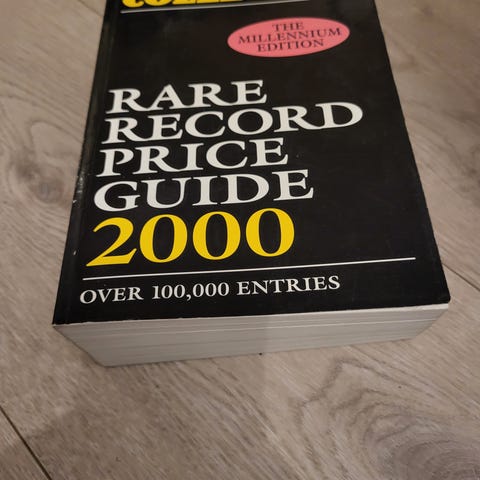 THE
MILLENNIUM
EDITION
RARE
RECORD
PRICE
GUIDE
2000
OVER 100,000 ENTRIES